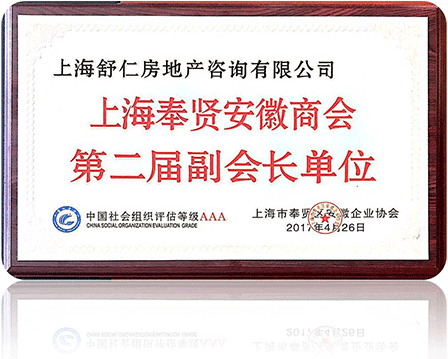 上海舒仁房地产咨询有限公司
上海奉贤安徽商会
第二届副会长单位
中国社会组织评估等级AAA
CHINA SOCIAL ORGANIZATION EVALUATION GRADE
上海市奉贤区安徽企业协会
2017年4月26日